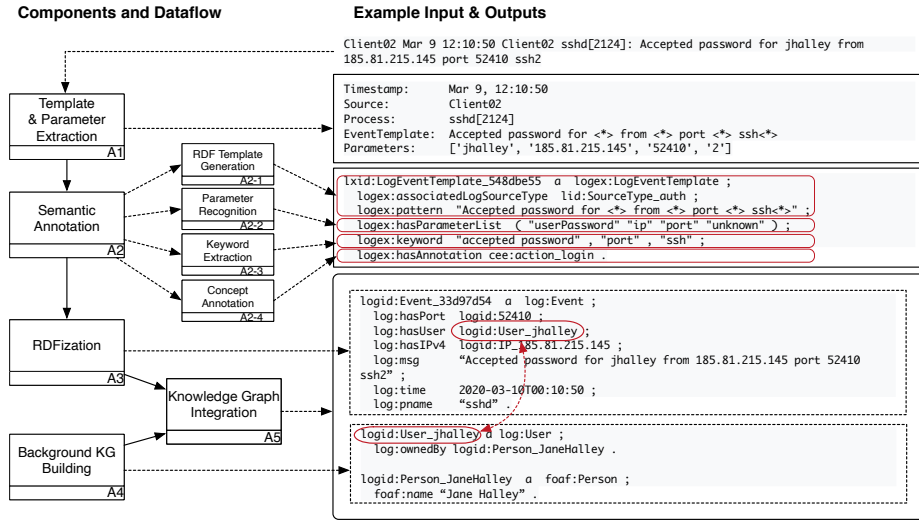 Components and Dataflow
Example Input & Outputs
Client02 Mar 9 12:10:50 Client02 sshd[2124]: Accepted password for jhalley from
185.81.215.145 port 52410 ssh2
Template
& Parameter
Extraction
A1
Timestamp: Mar 9, 12:10:50
Source: Client02
Process: sshd[2124]
EventTemplate: Accepted password for <*> from <*> port <*> ssh<*>
Parameters: ['jhalley', '185.81.215.145', '52410', '2']
Semantic
Annotation
A2
RDF Template
Generation
A2-1
Parameter
Recognition
A2-2
Keyword
Extraction
A2-3
Concept
Annotation
A2-4
lxid:LogEventTemplate_548dbe55 a logex:LogEventTemplate ;
logex:associatedLogSourceType lid:SourceType_auth ;
logex:pattern "Accepted password for <*> from <*> port <*> ssh<*>" ;
logex:hasParameterList ( "userPassword" "ip" "port" "unknown" ) ;
logex:keyword "accepted password" , "port" , "ssh" ;
logex:hasAnnotation cee:action_login .
RDFization
A3
Knowledge Graph
Integration
A5
Background KG
Building
A4
logid:Event_33d97d54 a log:Event ;
log:hasPort logid:52410 ;
log:hasUser logid:User_jhalley ;
log:hasIPv4 logid:IP_185.81.215.145 ;
log:msg “Accepted password for jhalley from 185.81.215.145 port 52410
ssh2” ;
log:time 2020-03-10T00:10:50 ;
log:pname “sshd” .
logid:User_jhalley a log:User ;
log:ownedBy logid:Person_JaneHalley .
logid:Person_JaneHalley a foaf:Person ;
foaf:name “Jane Halley” .